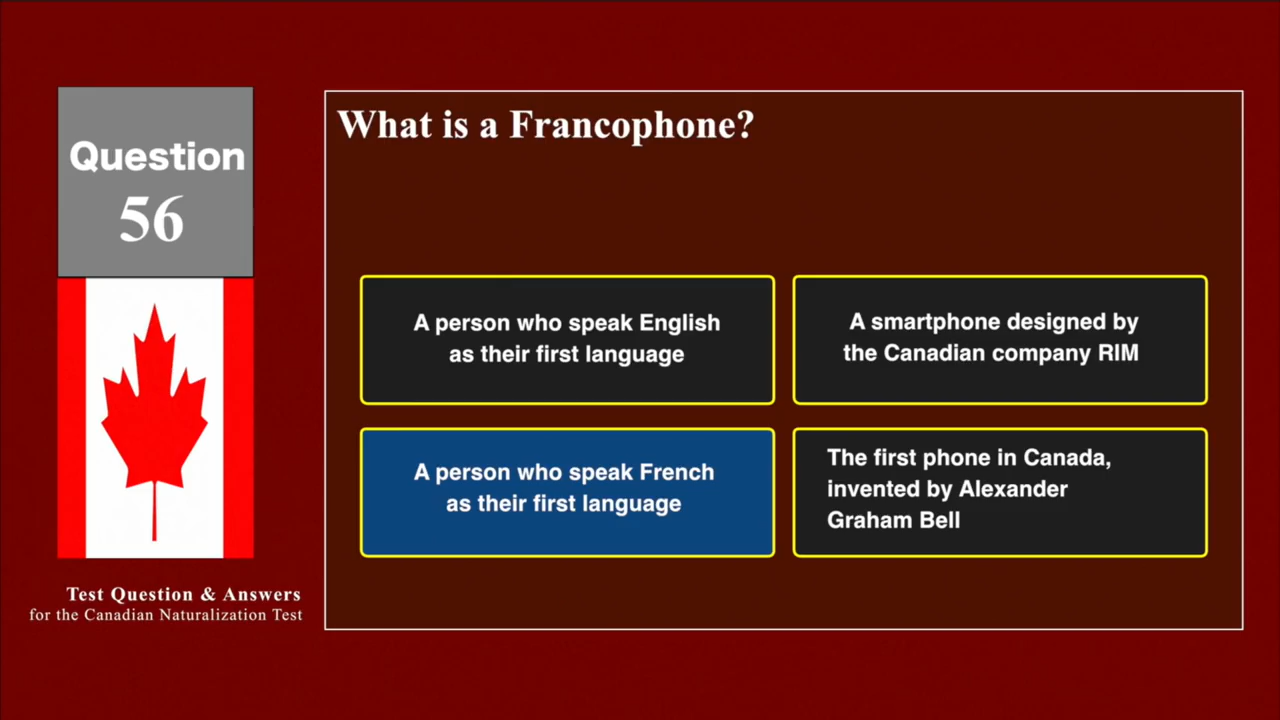 Question
56
Test Question & Answers
for the Canadian Naturalization Test
What is a Francophone?
A person who speak English
as their first language
A smartphone designed by
the Canadian company RIM
A person who speak French
as their first language
The first phone in Canada,
invented by Alexander
Graham Bell